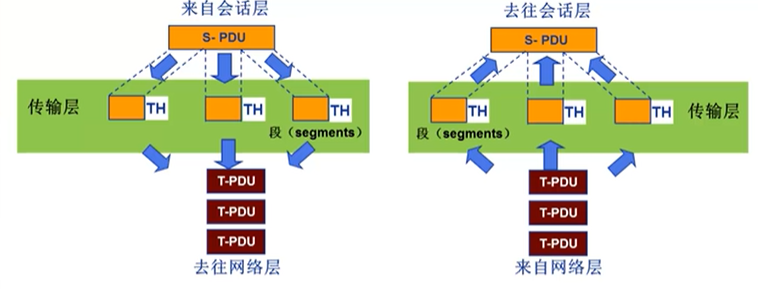 来自会话层
S- PDU
传输层
TH
TH
TH
段（segments）
T-PDU
T-PDU
T-PDU
去往网络层
去往会话层
S- PDU
TH
TH
TH
传输层
段（segments）
T-PDU
T-PDU
T-PDU
来自网络层